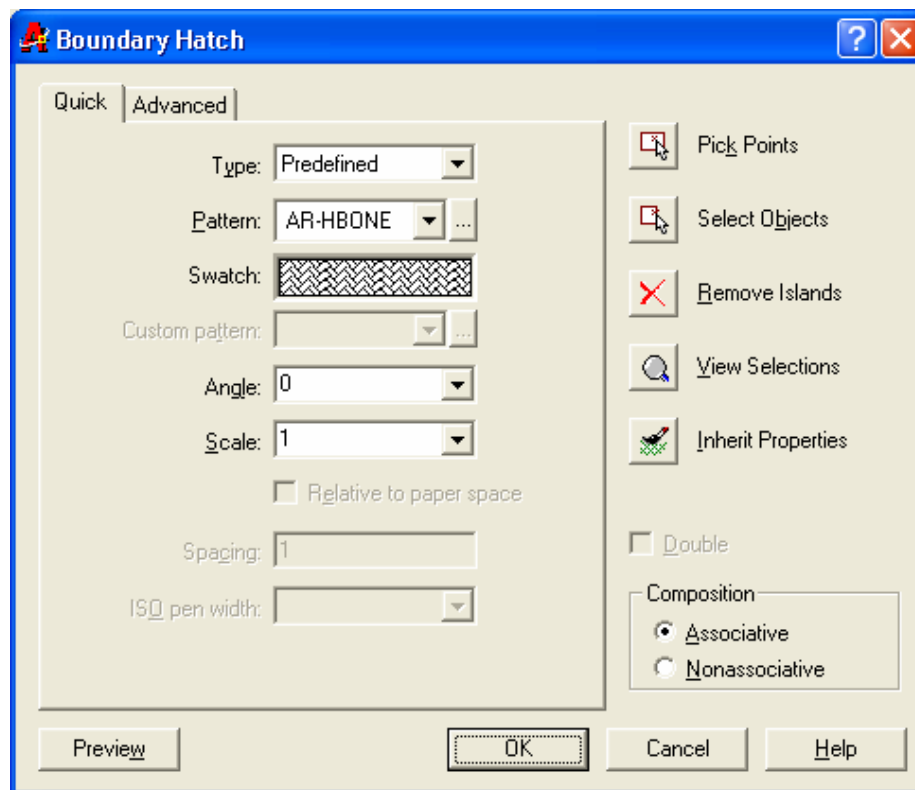 Boundary Hatch
Quick
Advanced
Type: Predefined
Pattern: AR-HBONE ...
Swatch:
Custom pattern: ...
Angle: 0
Scale: 1
Relative to paper space
Spacing: 1
ISO pen width:
Pick Points
Select Objects
Remove Islands
View Selections
Inherit Properties
Double
Composition
Associative
Nonassociative
Preview
OK
Cancel
Help